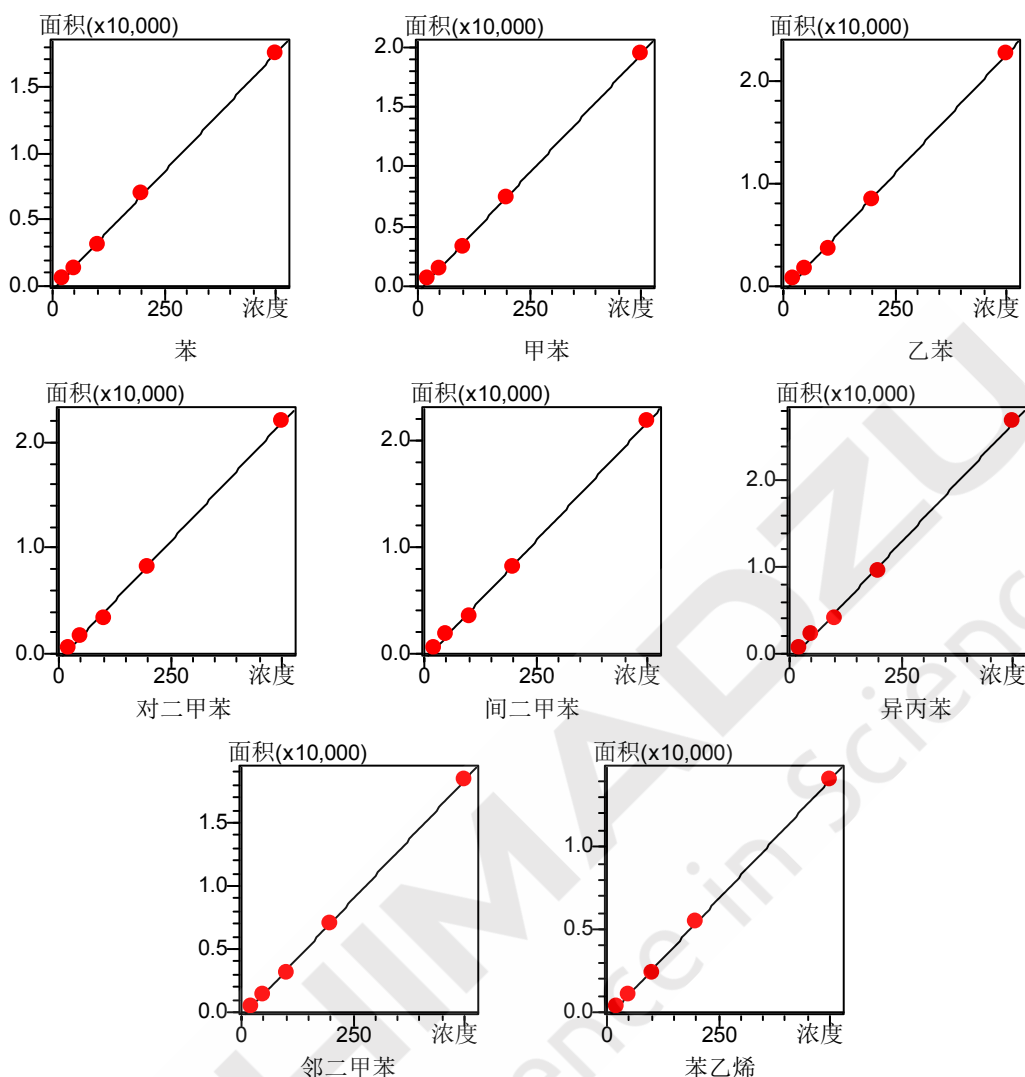 面积(x10,000) 面积(x10,000) 面积(x10,000)
1.5 2.0 2.0
1.0 1.5 1.0
0.5 1.0 0.0
0.0 0.5
0.0
0 250 浓度 0 250 浓度 0 250 浓度
苯 甲苯 乙苯
面积(x10,000) 面积(x10,000) 面积(x10,000)
2.0 2.0 2.0
1.0 1.0 1.0
0.0 0.0 0.0
0 250 浓度 0 250 浓度 0 250 浓度
对二甲苯 间二甲苯 异丙苯
面积(x10,000) 面积(x10,000)
1.5 1.0
1.0 0.5
0.5 0.0
0.0
0 250 浓度 0 250 浓度
邻二甲苯 苯乙烯
HIMADZU
ence in Scienc